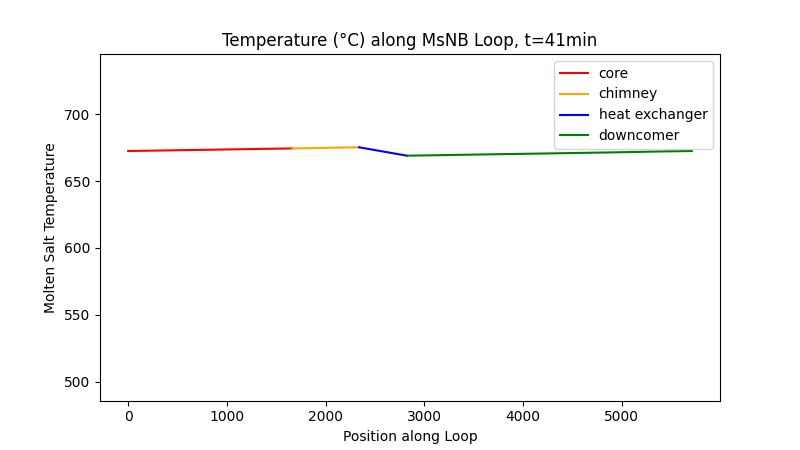 Temperature (°C) along MsNB Loop, t=41min
core
chimney
heat exchanger
downcomer
Molten Salt Temperature
700
650
600
550
500
0 1000 2000 3000 4000 5000
Position along Loop